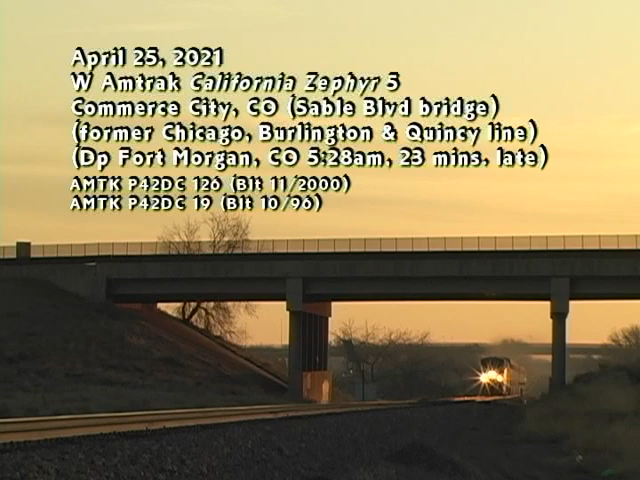 April 25, 2021
W Amtrak California Zephyr 5
Commerce City, CO (Sable Blvd bridge)
(former Chicago, Burlington & Quincy line)
(Dp Fort Morgan, CO 5:28am, 23 mins. late)
AMTK P42DC 126 (Blt 11/2000)
AMTK P42DC 19 (Blt 10/96)